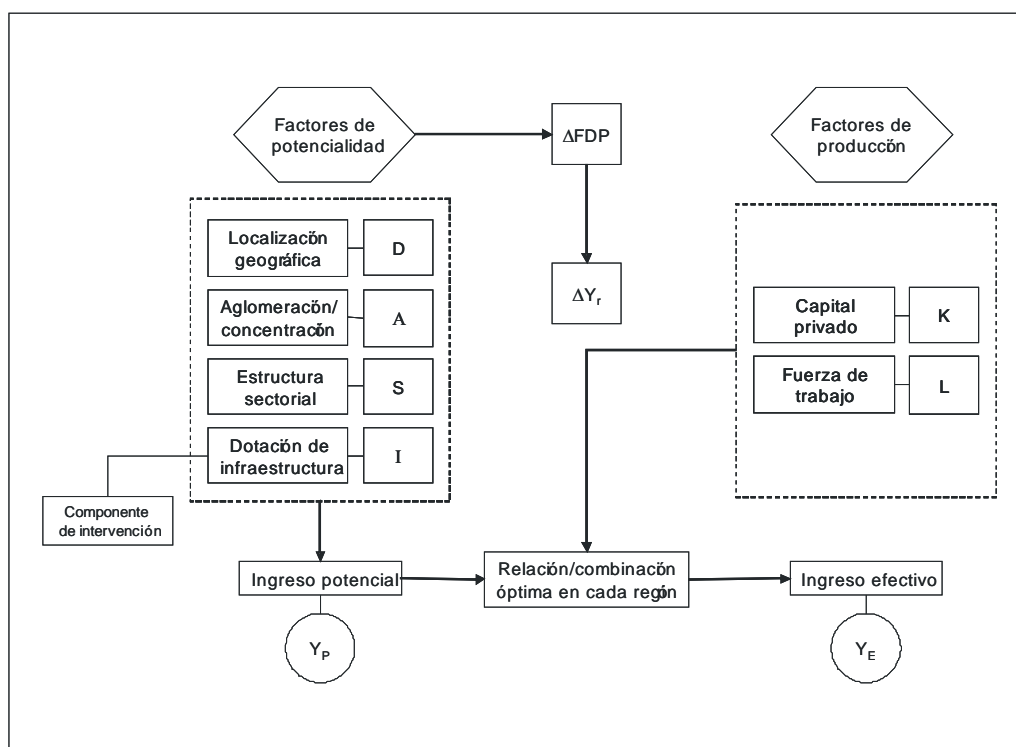 Factores de
potencialidad
ΔFDP
Factores de
producción
Localización
geográfica
D
Aglomeración/
concentración
A
Estructura
sectorial
S
Dotación de
infraestructura
I
Componente
de intervención
ΔYr
Capital
privado
K
Fuerza de
trabajo
L
Ingreso potencial
Relación/combinación
óptima en cada región
Ingreso efectivo
YP
YE